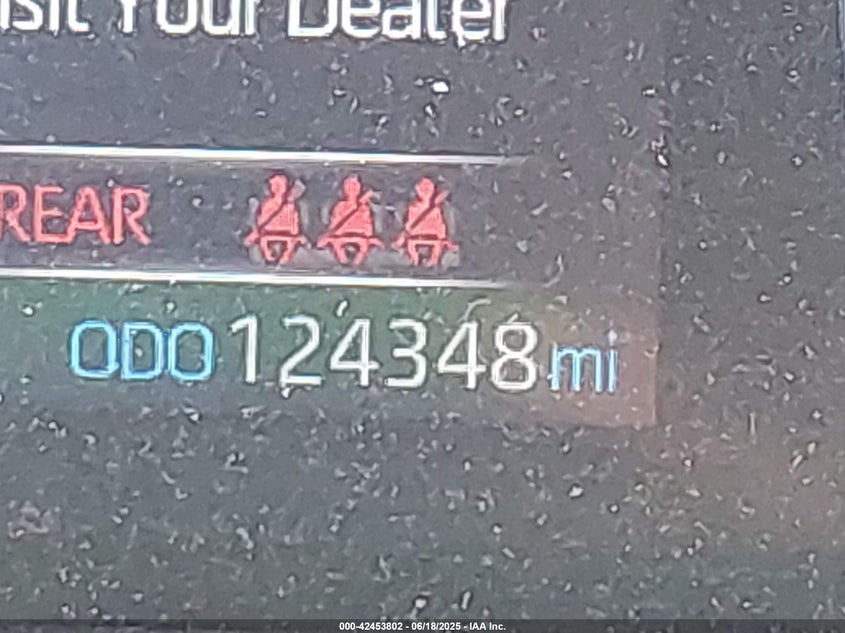 Visit Your Dealer
REAR
ODO 124348 mi
000-42453802 - 06/18/2025 - IAA Inc.